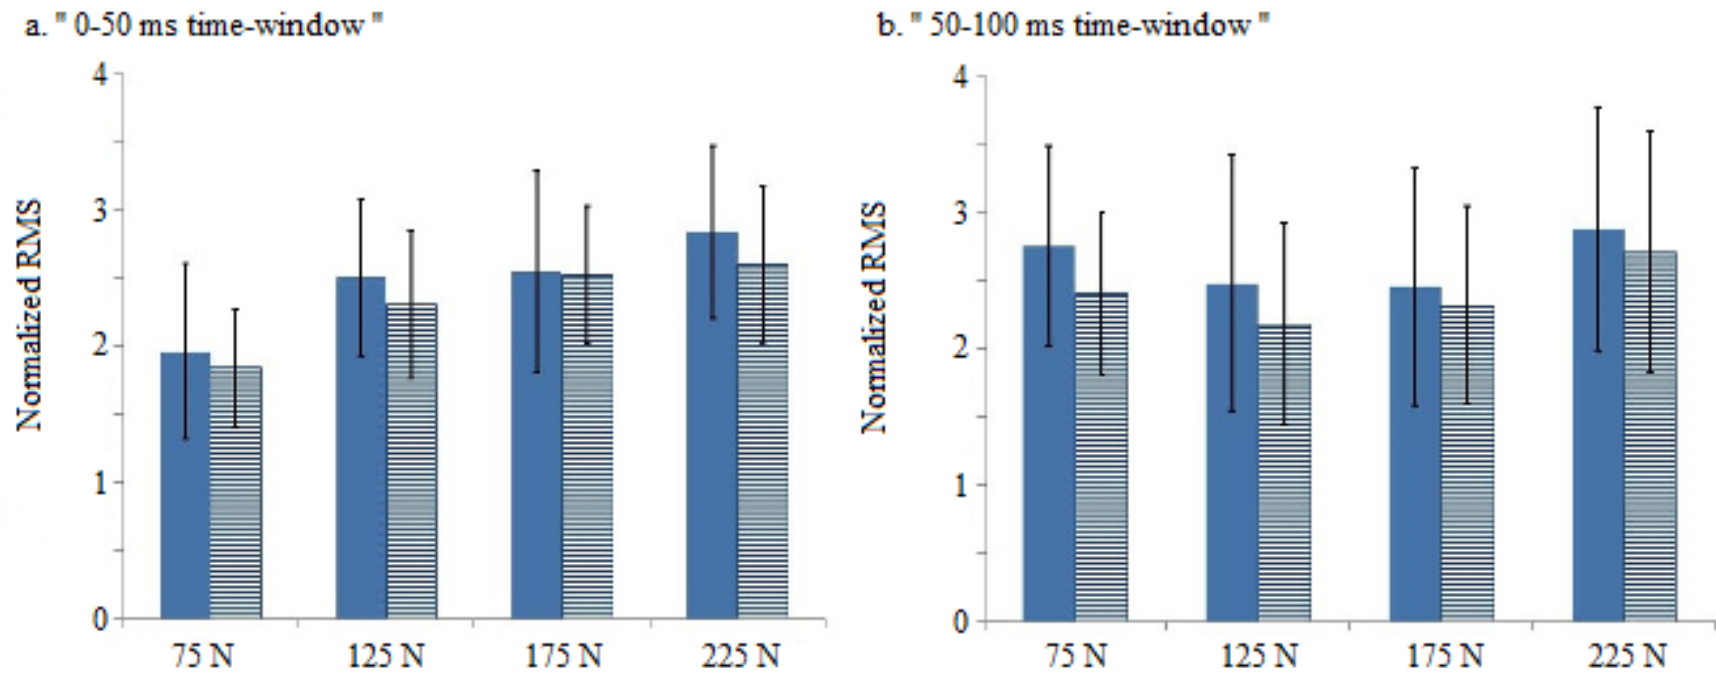 a. " 0-50 ms time-window "
4
3
2
1
0
Normalized RMS
75 N
125 N
175 N
225 N
b. " 50-100 ms time-window "
4
3
2
1
0
Normalized RMS
75 N
125 N
175 N
225 N